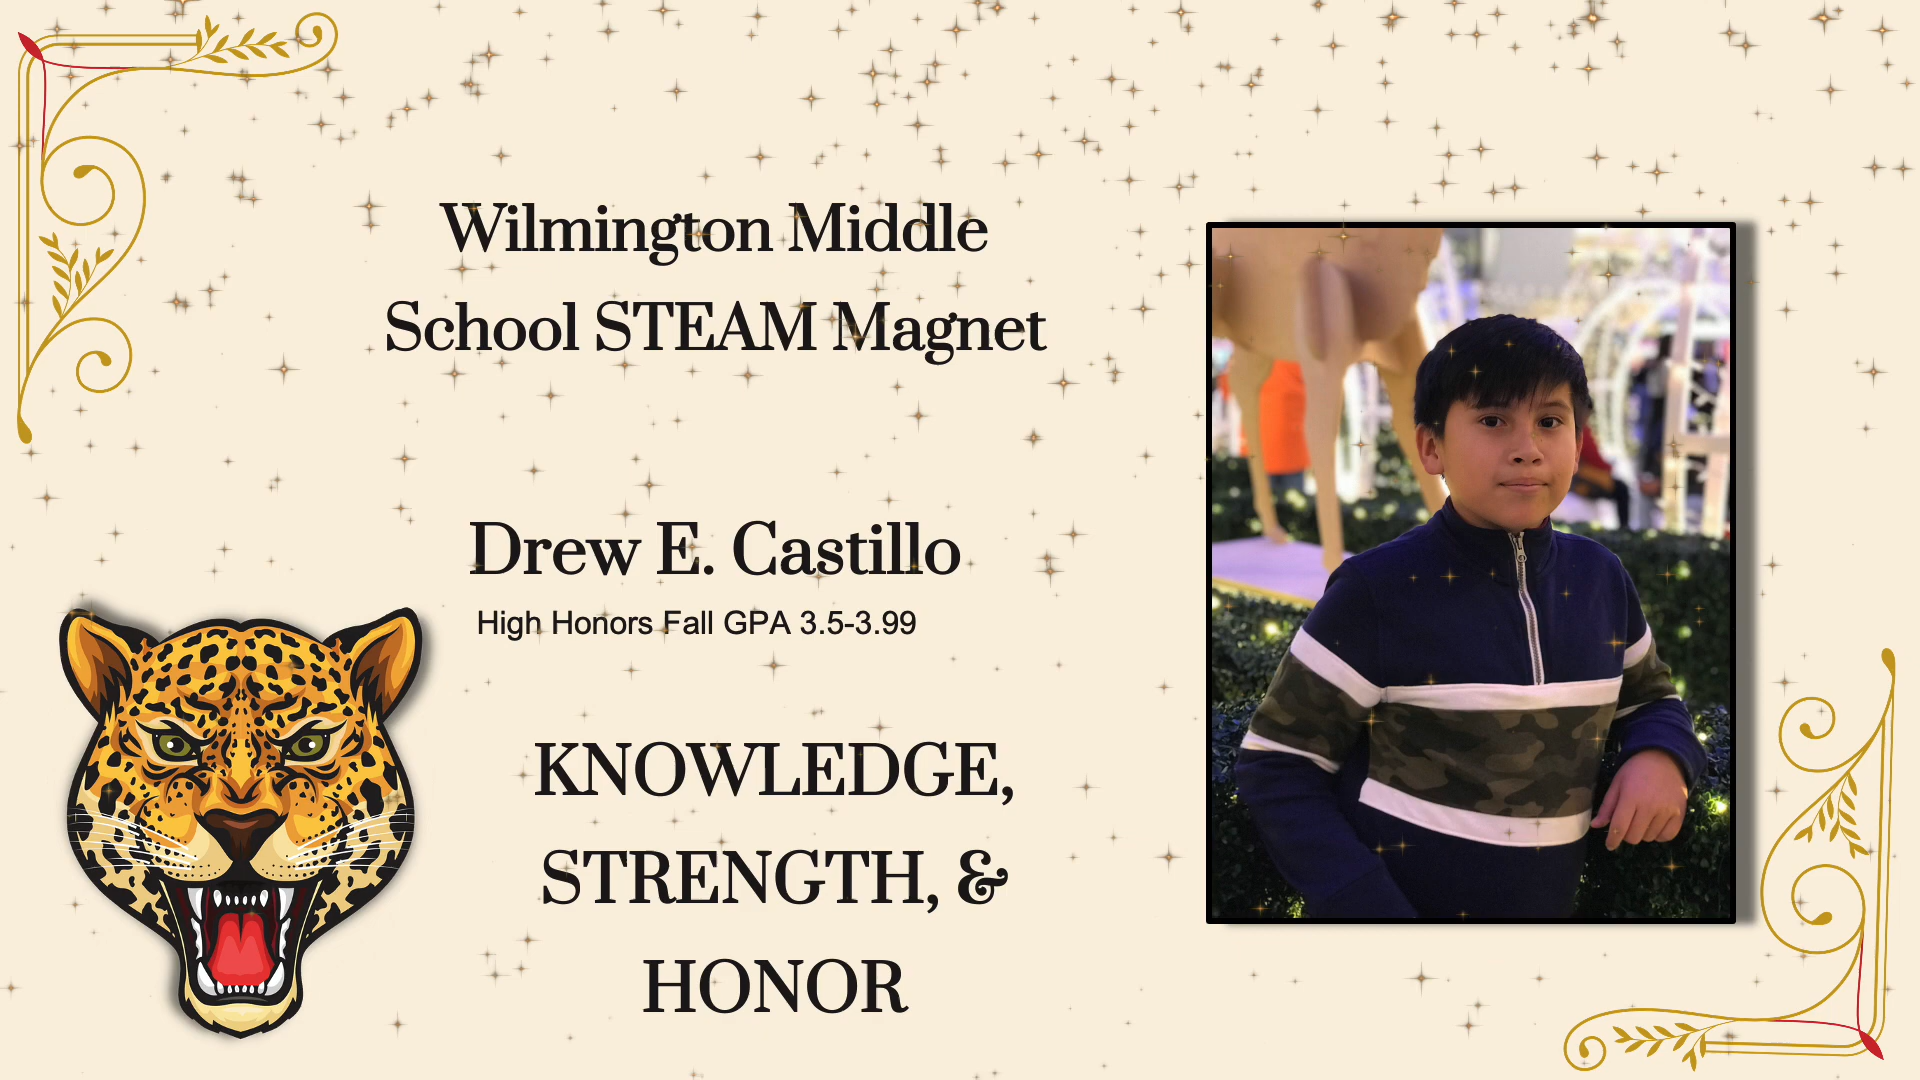 Wilmington Middle
School STEAM Magnet
Drew E. Castillo
High Honors Fall GPA 3.5-3.99
KNOWLEDGE,
STRENGTH, &
HONOR